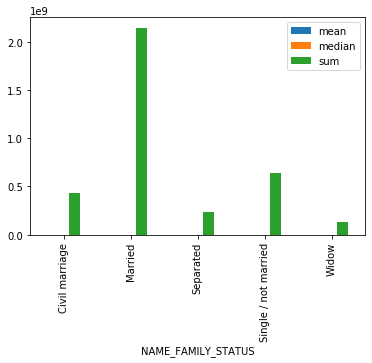 1e9
mean
median
sum
2.0
1.5
1.0
0.5
0.0
Civil marriage
Married
Separated
Single / not married
Widow
NAME_FAMILY_STATUS